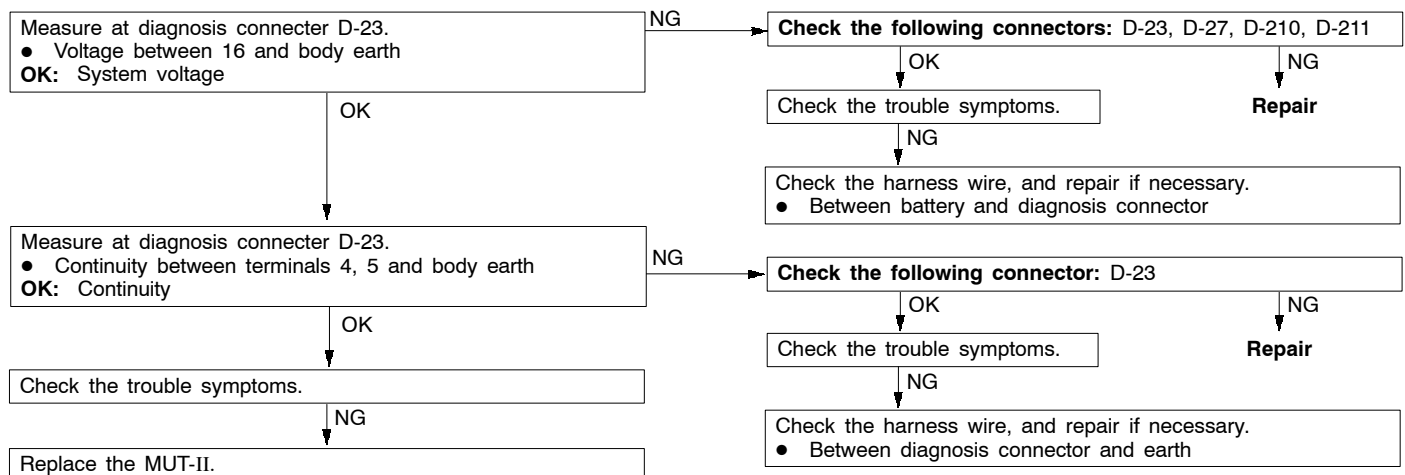 Measure at diagnosis connecter D-23.
● Voltage between 16 and body earth
OK: System voltage
NG
Check the following connectors: D-23, D-27, D-210, D-211
OK
NG
Check the trouble symptoms.
Repair
NG
Check the harness wire, and repair if necessary.
● Between battery and diagnosis connector
OK
Measure at diagnosis connecter D-23.
● Continuity between terminals 4, 5 and body earth
OK: Continuity
NG
Check the following connector: D-23
OK
NG
Check the trouble symptoms.
Repair
NG
Check the harness wire, and repair if necessary.
● Between diagnosis connector and earth
OK
Check the trouble symptoms.
NG
Replace the MUT-II.